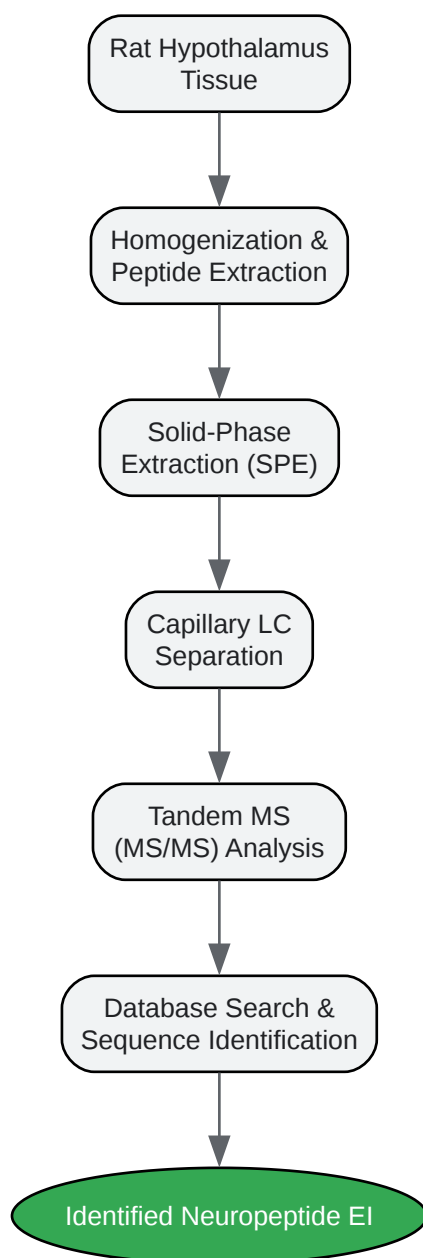 Rat Hypothalamus
Tissue
Homogenization &
Peptide Extraction
Solid-Phase
Extraction (SPE)
Capillary LC
Separation
Tandem MS
(MS/MS) Analysis
Database Search &
Sequence Identification
Identified Neuropeptide EI